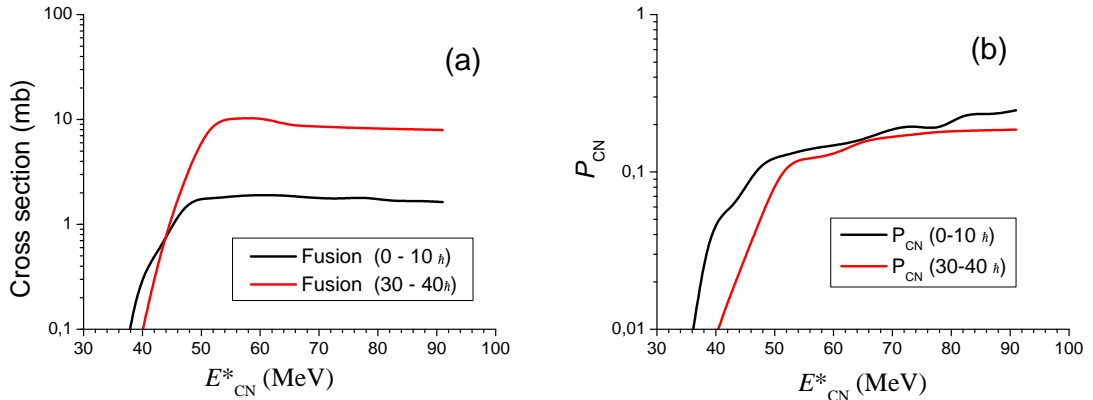 100
10
1
0,1
30 40 50 60 70 80 90 100
Cross section (mb)
E*CN (MeV)
(a)
Fusion (0 - 10 ℏ)
Fusion (30 - 40ℏ)
1
0,1
0,01
30 40 50 60 70 80 90 100
PCN
E*CN (MeV)
(b)
PCN (0-10 ℏ)
PCN (30-40 ℏ)